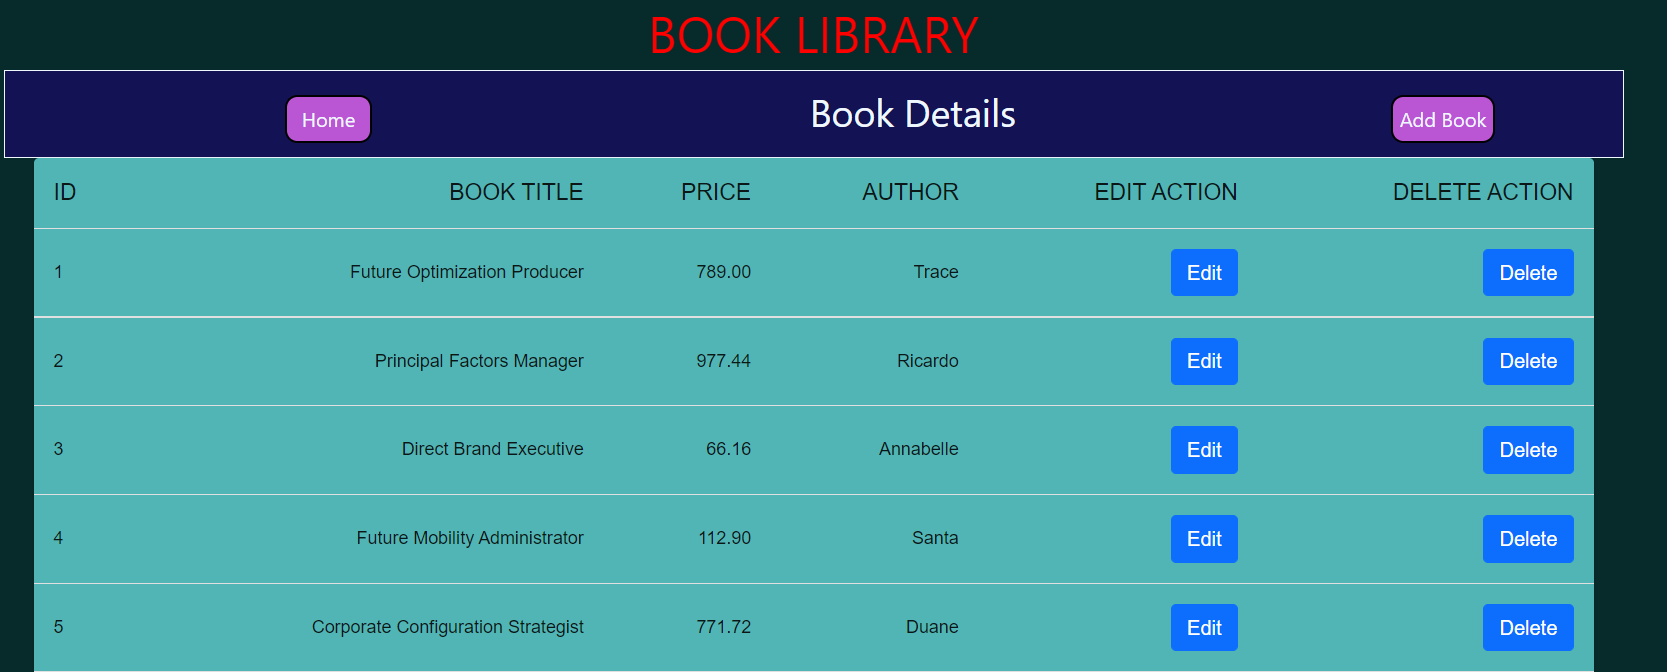 BOOK LIBRARY
Home Book Details Add Book
ID BOOK TITLE PRICE AUTHOR EDIT ACTION DELETE ACTION
1 Future Optimization Producer 789.00 Trace Edit Delete
2 Principal Factors Manager 977.44 Ricardo Edit Delete
3 Direct Brand Executive 66.16 Annabelle Edit Delete
4 Future Mobility Administrator 112.90 Santa Edit Delete
5 Corporate Configuration Strategist 771.72 Duane Edit Delete